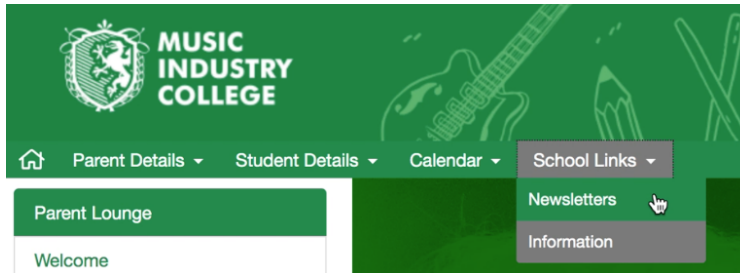 MUSIC
INDUSTRY
COLLEGE
Parent Details Student Details Calendar School Links
Newsletters
Information
Parent Lounge
Welcome